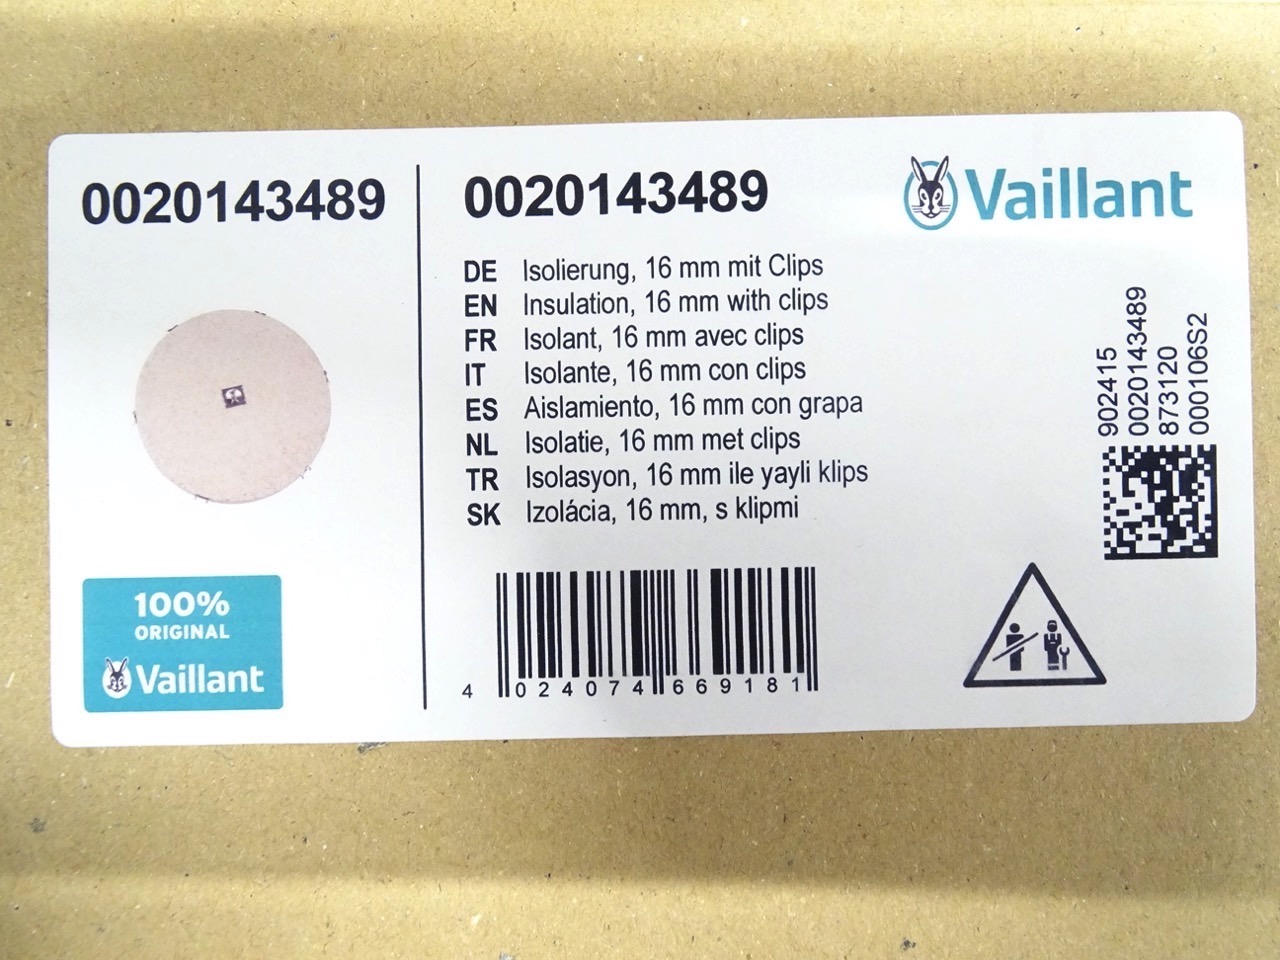 0020143489
100%
ORIGINAL
Vaillant
0020143489
Vaillant
DE Isolierung, 16 mm mit Clips
EN Insulation, 16 mm with clips
FR Isolant, 16 mm avec clips
IT Isolante, 16 mm con clips
ES Aislamiento, 16 mm con grapa
NL Isolatie, 16 mm met clips
TR Isolasyon, 16 mm ile yayli klips
SK Izolácia, 16 mm, s klipmi
4 024074 669181
902415
0020143489
873120
000106S2